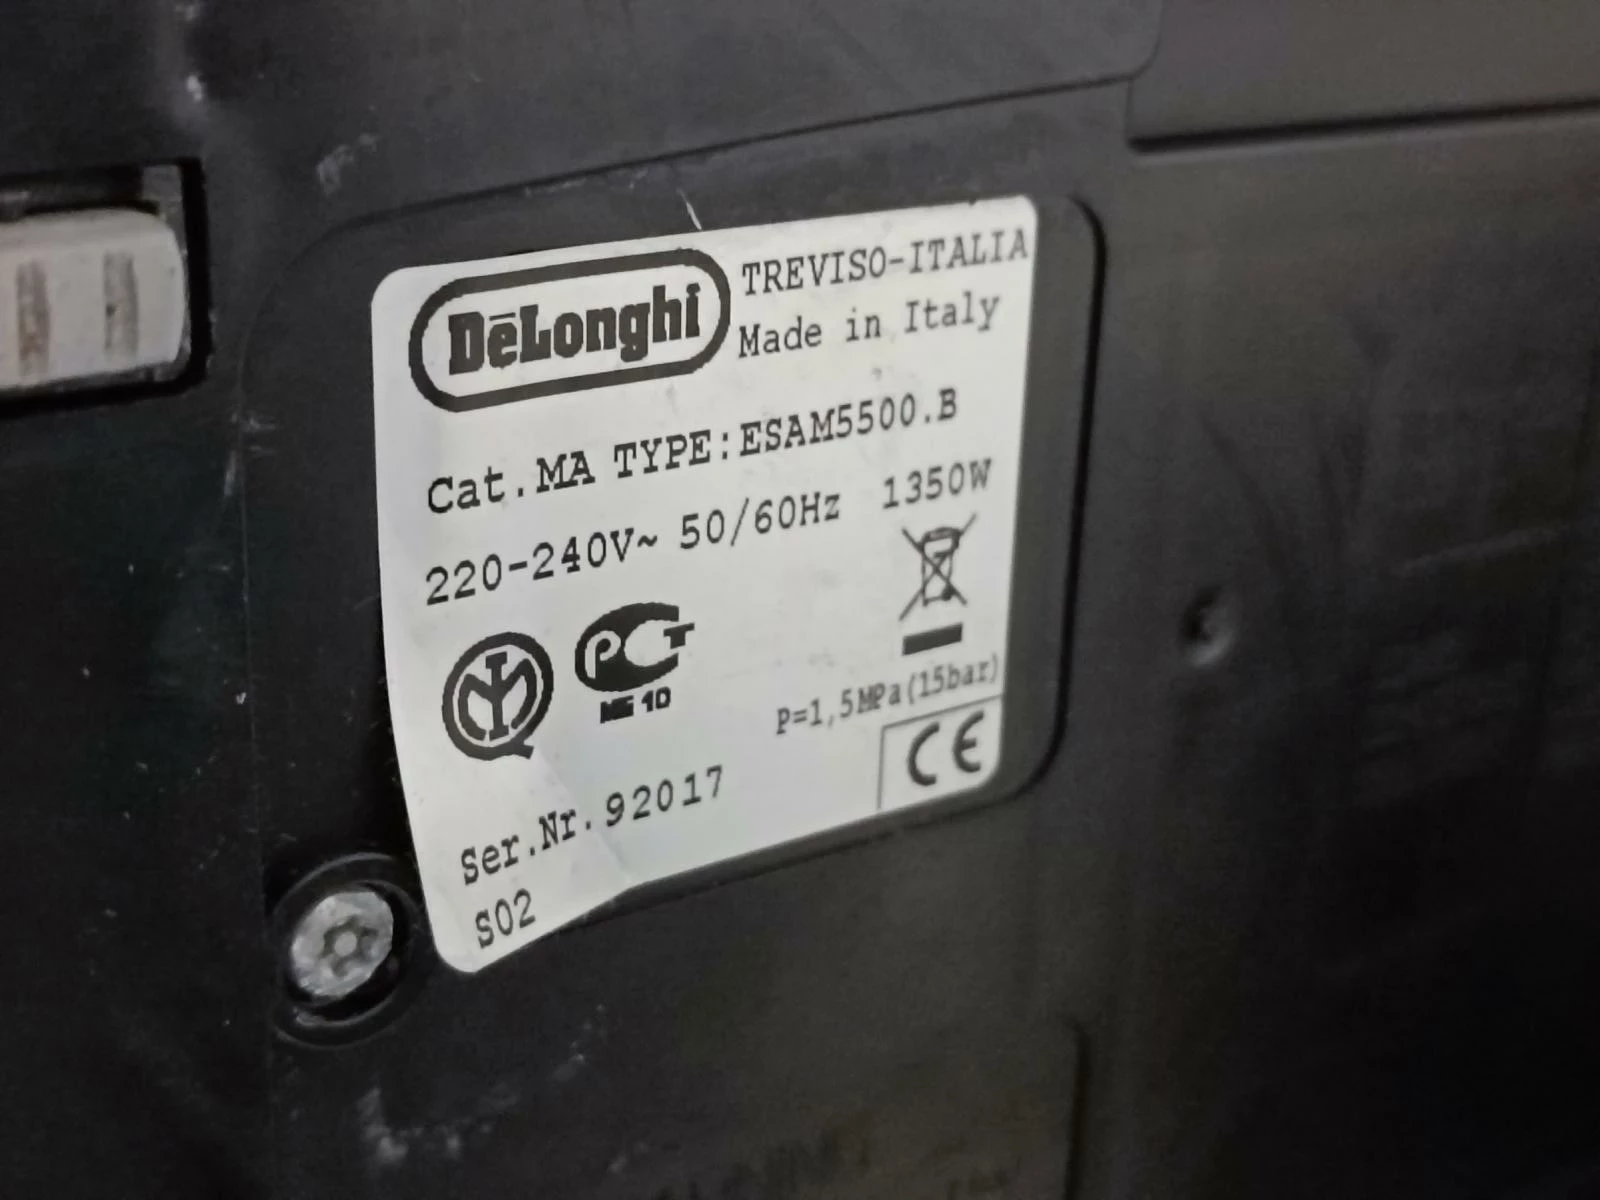 DeLonghi
TREVISO-ITALIA
Made in Italy
Cat.MA TYPE:ESAM5500.B
220-240V~ 50/60Hz 1350W
PCT
ME 10
P=1,5MPa(15bar)
CE
Ser.Nr.92017
S02